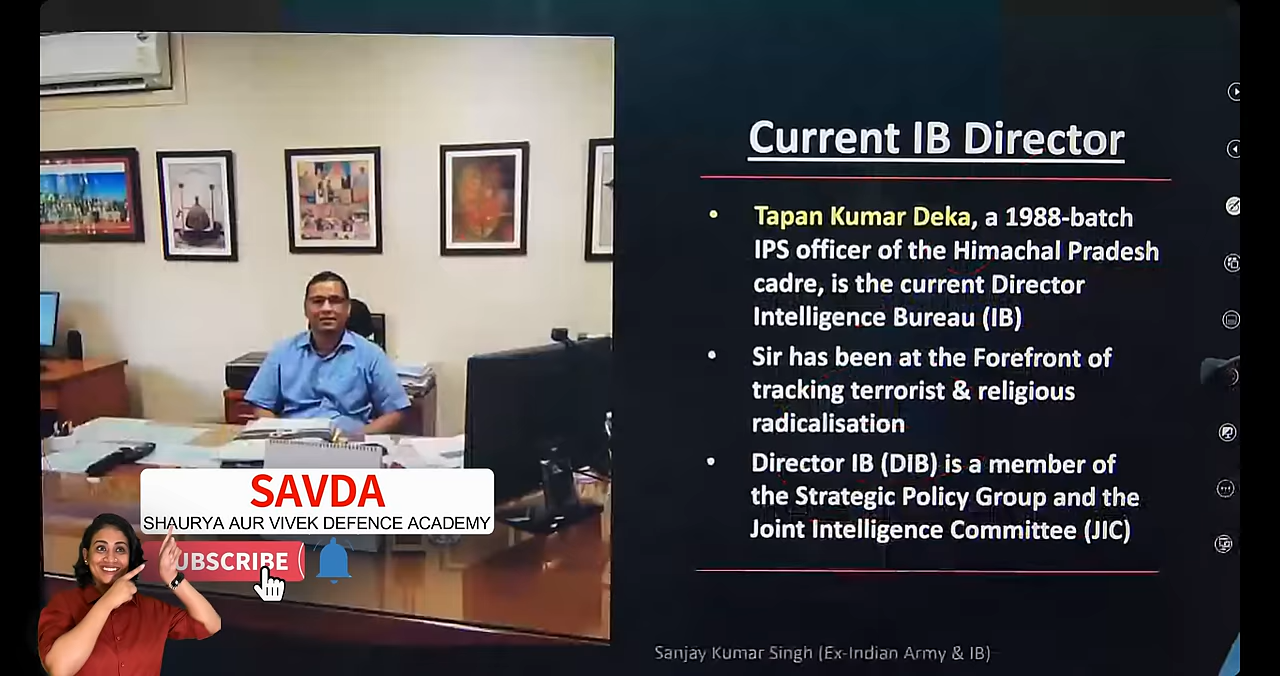 Current IB Director
• Tapan Kumar Deka, a 1988-batch
IPS officer of the Himachal Pradesh
cadre, is the current Director
Intelligence Bureau (IB)
• Sir has been at the Forefront of
tracking terrorist & religious
radicalisation
• Director IB (DIB) is a member of
the Strategic Policy Group and the
Joint Intelligence Committee (JIC)
SAVDA
SHAURYA AUR VIVEK DEFENCE ACADEMY
UBSCRIBE
Sanjay Kumar Singh (Ex-Indian Army & IB)